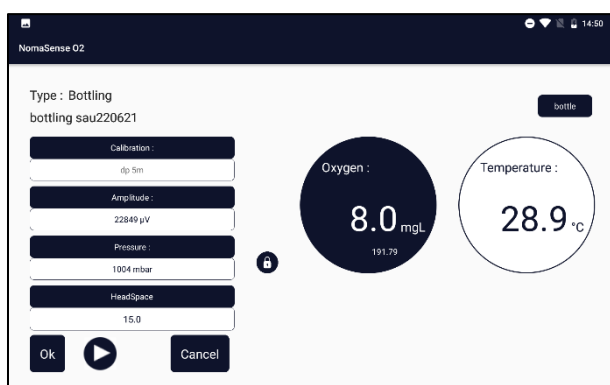 14:50
NomaSense O2
Type : Bottling
bottling sau220621
bottle
Calibration :
dp 5m
Amplitude :
22849 µV
Pressure :
1004 mbar
HeadSpace
15.0
Ok
Cancel
Oxygen :
8.0 mgL
191.79
Temperature :
28.9 °C